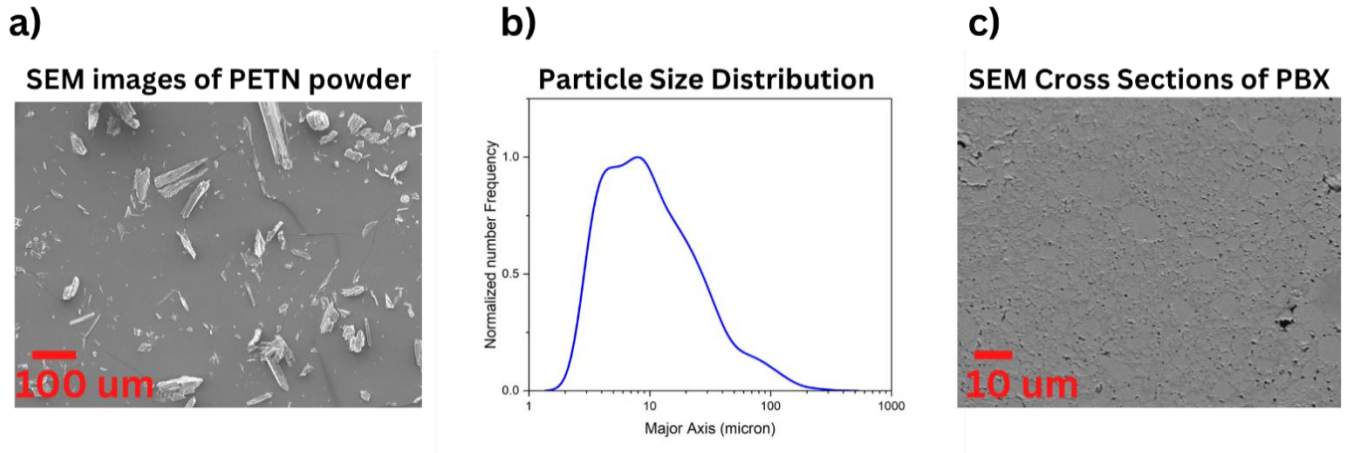 a)
b)
c)
SEM images of PETN powder
Particle Size Distribution
SEM Cross Sections of PBX
100 um
Normalized number Frequency
1.0
0.5
0.0
1
10
100
1000
Major Axis (micron)
10 um